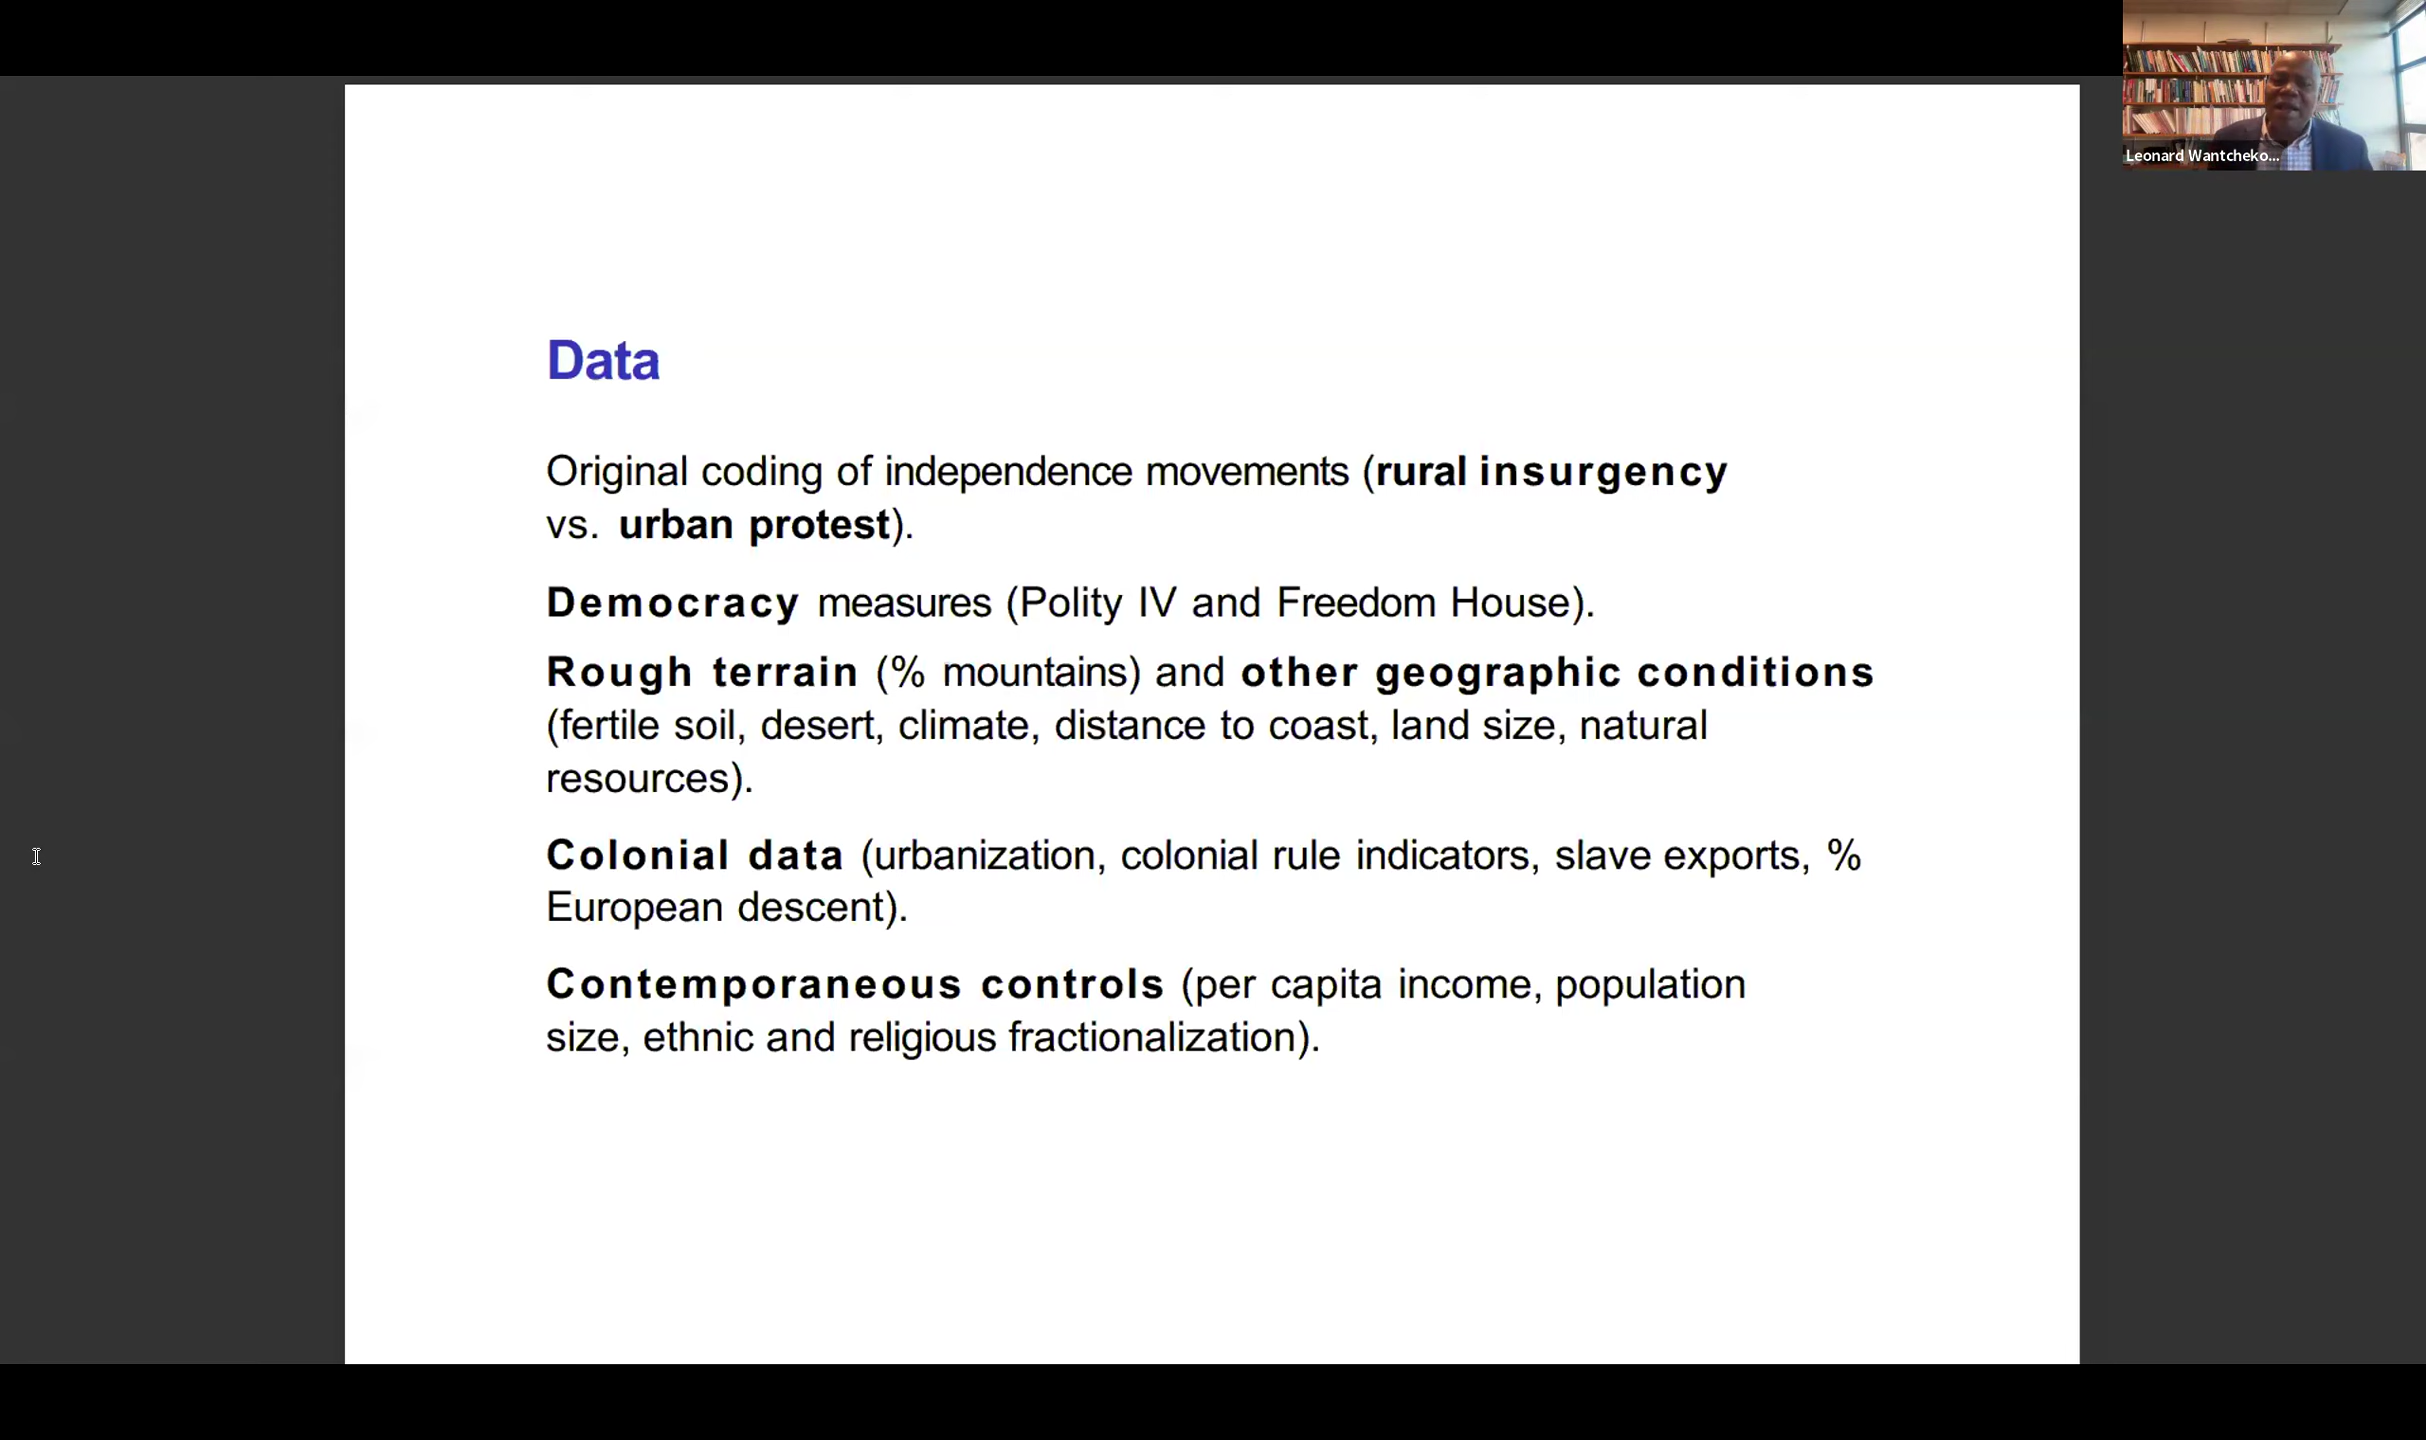 Leonard Wantcheko...
Data
Original coding of independence movements (rural insurgency
vs. urban protest).
Democracy measures (Polity IV and Freedom House).
Rough terrain (% mountains) and other geographic conditions
(fertile soil, desert, climate, distance to coast, land size, natural
resources).
Colonial data (urbanization, colonial rule indicators, slave exports, %
European descent).
Contemporaneous controls (per capita income, population
size, ethnic and religious fractionalization).